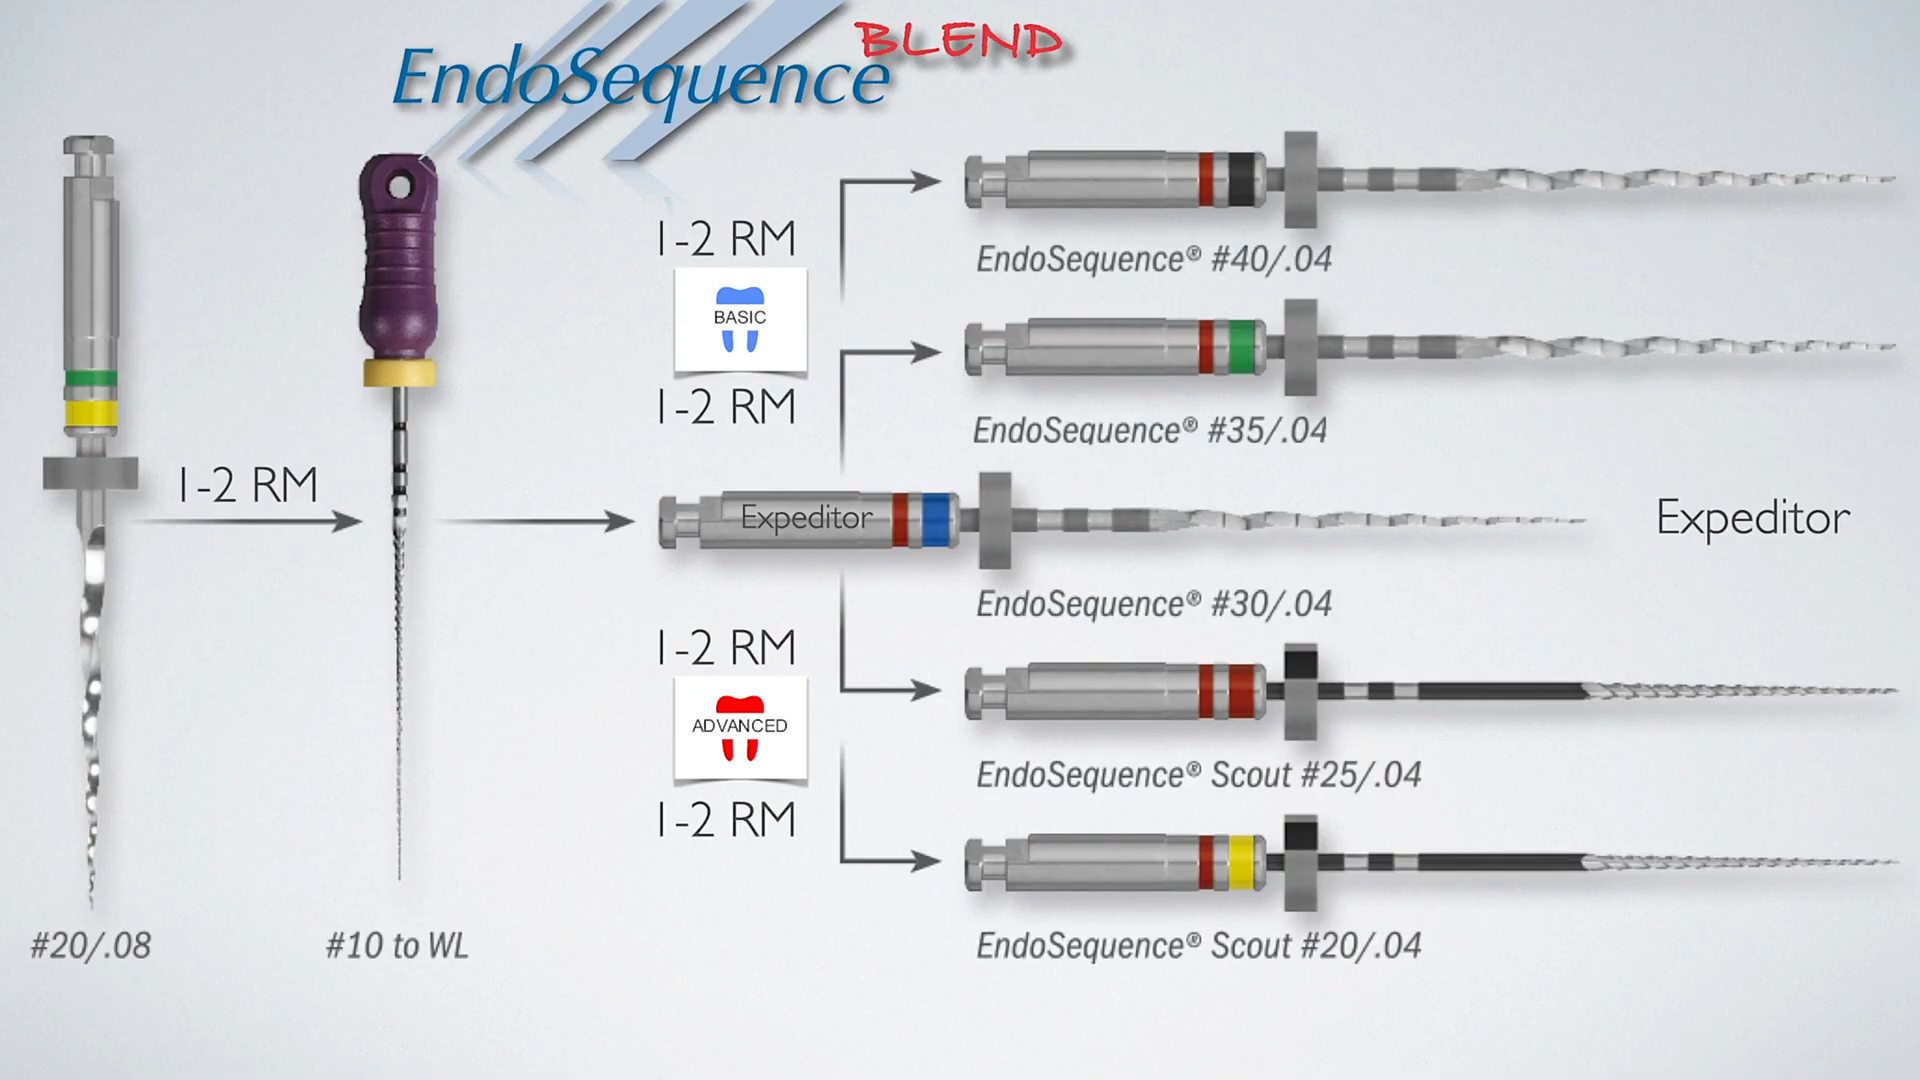 EndoSequence BLEND
1-2 RM
EndoSequence® #40/.04
BASIC
1-2 RM
EndoSequence® #35/.04
1-2 RM
Expeditor
Expeditor
EndoSequence® #30/.04
1-2 RM
ADVANCED
EndoSequence® Scout #25/.04
1-2 RM
#20/.08
#10 to WL
EndoSequence® Scout #20/.04